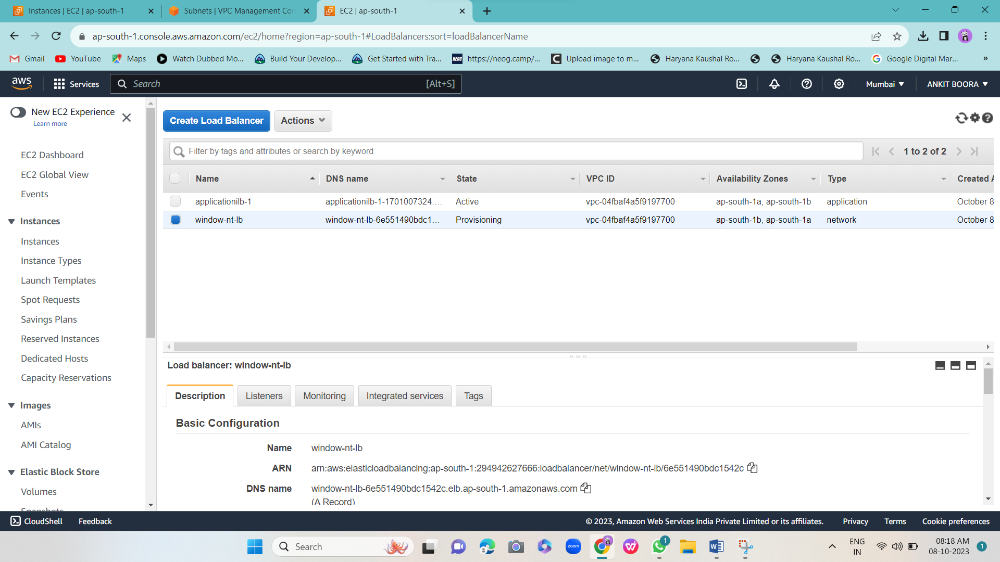 Instances | EC2 | ap-south-1
Subnets | VPC Management Con
EC2 | ap-south-1
ap-south-1.console.aws.amazon.com/ec2/home?region=ap-south-1#LoadBalancers:sort=loadBalancerName
Gmail
YouTube
Maps
Watch Dubbed Mo...
Build Your Develop...
Get Started with Tra...
NEOG
https://neog.camp/...
Upload image to m...
Haryana Kaushal Ro...
Haryana Kaushal Ro...
Google Digital Mar...
»
aws
Services
Search
[Alt+S]
Mumbai
ANKIT BOORA
New EC2 Experience
Learn more
EC2 Dashboard
EC2 Global View
Events
Instances
Instances
Instance Types
Launch Templates
Spot Requests
Savings Plans
Reserved Instances
Dedicated Hosts
Capacity Reservations
Images
AMIs
AMI Catalog
Elastic Block Store
Volumes
Snapshots
Create Load Balancer
Actions
Filter by tags and attributes or search by keyword
1 to 2 of 2
Name DNS name State VPC ID Availability Zones Type Created A
applicationilb-1 applicationilb-1-1701007324.... Active vpc-04fbaf4a5f9197700 ap-south-1a, ap-south-1b application October 8
window-nt-lb window-nt-lb-6e551490bdc1... Provisioning vpc-04fbaf4a5f9197700 ap-south-1b, ap-south-1a network October 8
Load balancer: window-nt-lb
Description
Listeners
Monitoring
Integrated services
Tags
Basic Configuration
Name window-nt-lb
ARN arn:aws:elasticloadbalancing:ap-south-1:294942627666:loadbalancer/net/window-nt-lb/6e551490bdc1542c
DNS name window-nt-lb-6e551490bdc1542c.elb.ap-south-1.amazonaws.com
(A Record)
CloudShell
Feedback
© 2023, Amazon Web Services India Private Limited or its affiliates.
Privacy
Terms
Cookie preferences
Search
zoom
1
ENG
IN
08:18 AM
08-10-2023
1